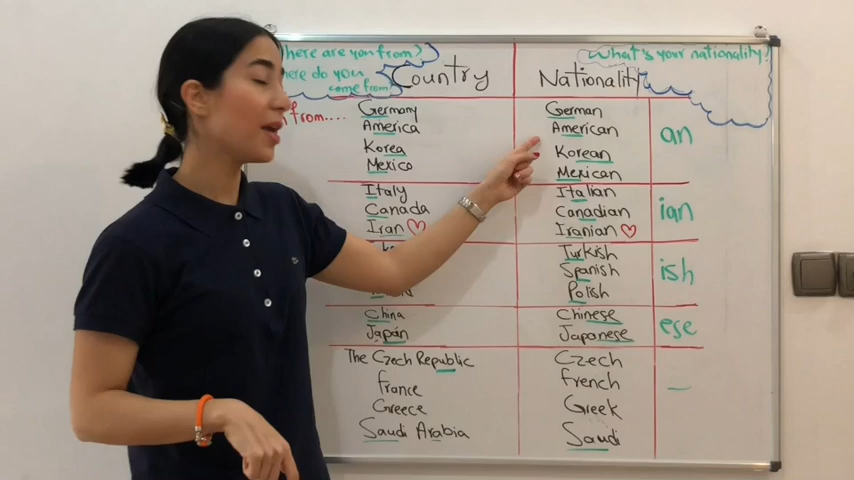 here are you from?
here do you
come from?
Country
Nationality
What's your nationality?
from....
Germany German
America American
Korea Korean
Mexico Mexican
an
Italy Italian
Canada Canadian
Iran Iranian
ian
Turkish
Spanish
Polish
ish
China Chinese
Japan Japanese
ese
The Czech Republic Czech
France French
Greece Greek
Saudi Arabia Saudi
–